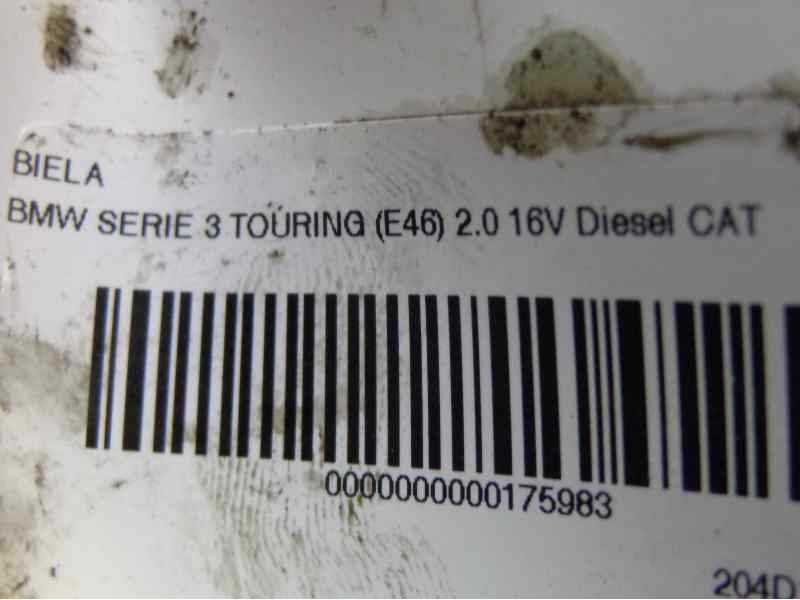 BIELA
BMW SERIE 3 TOURING (E46) 2.0 16V Diesel CAT
0000000000175983
204D